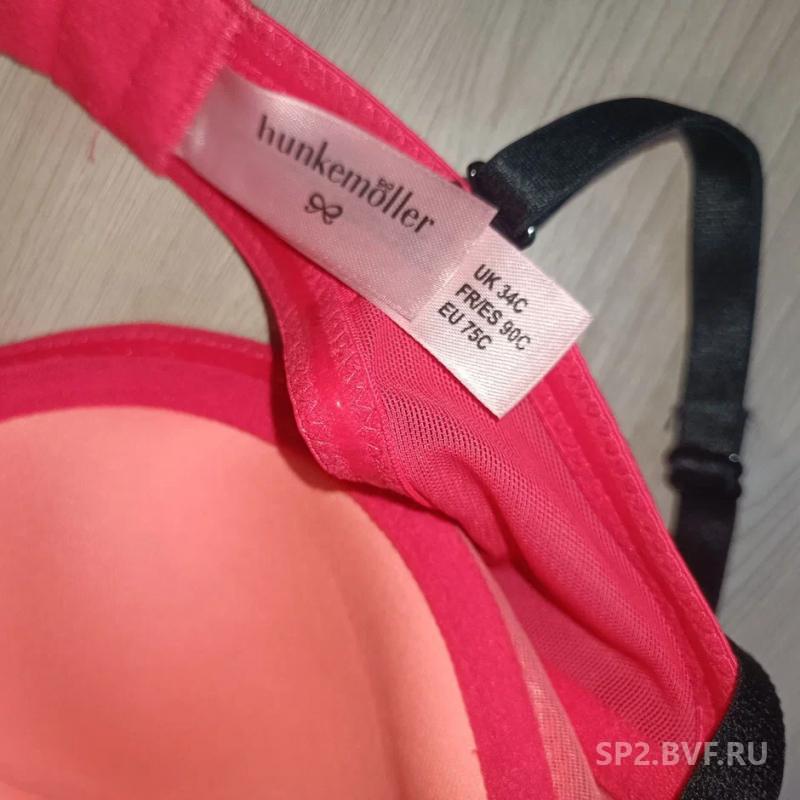 hunkemöller
UK 34C
FR/ES 90C
EU 75C
SP2.BVF.RU